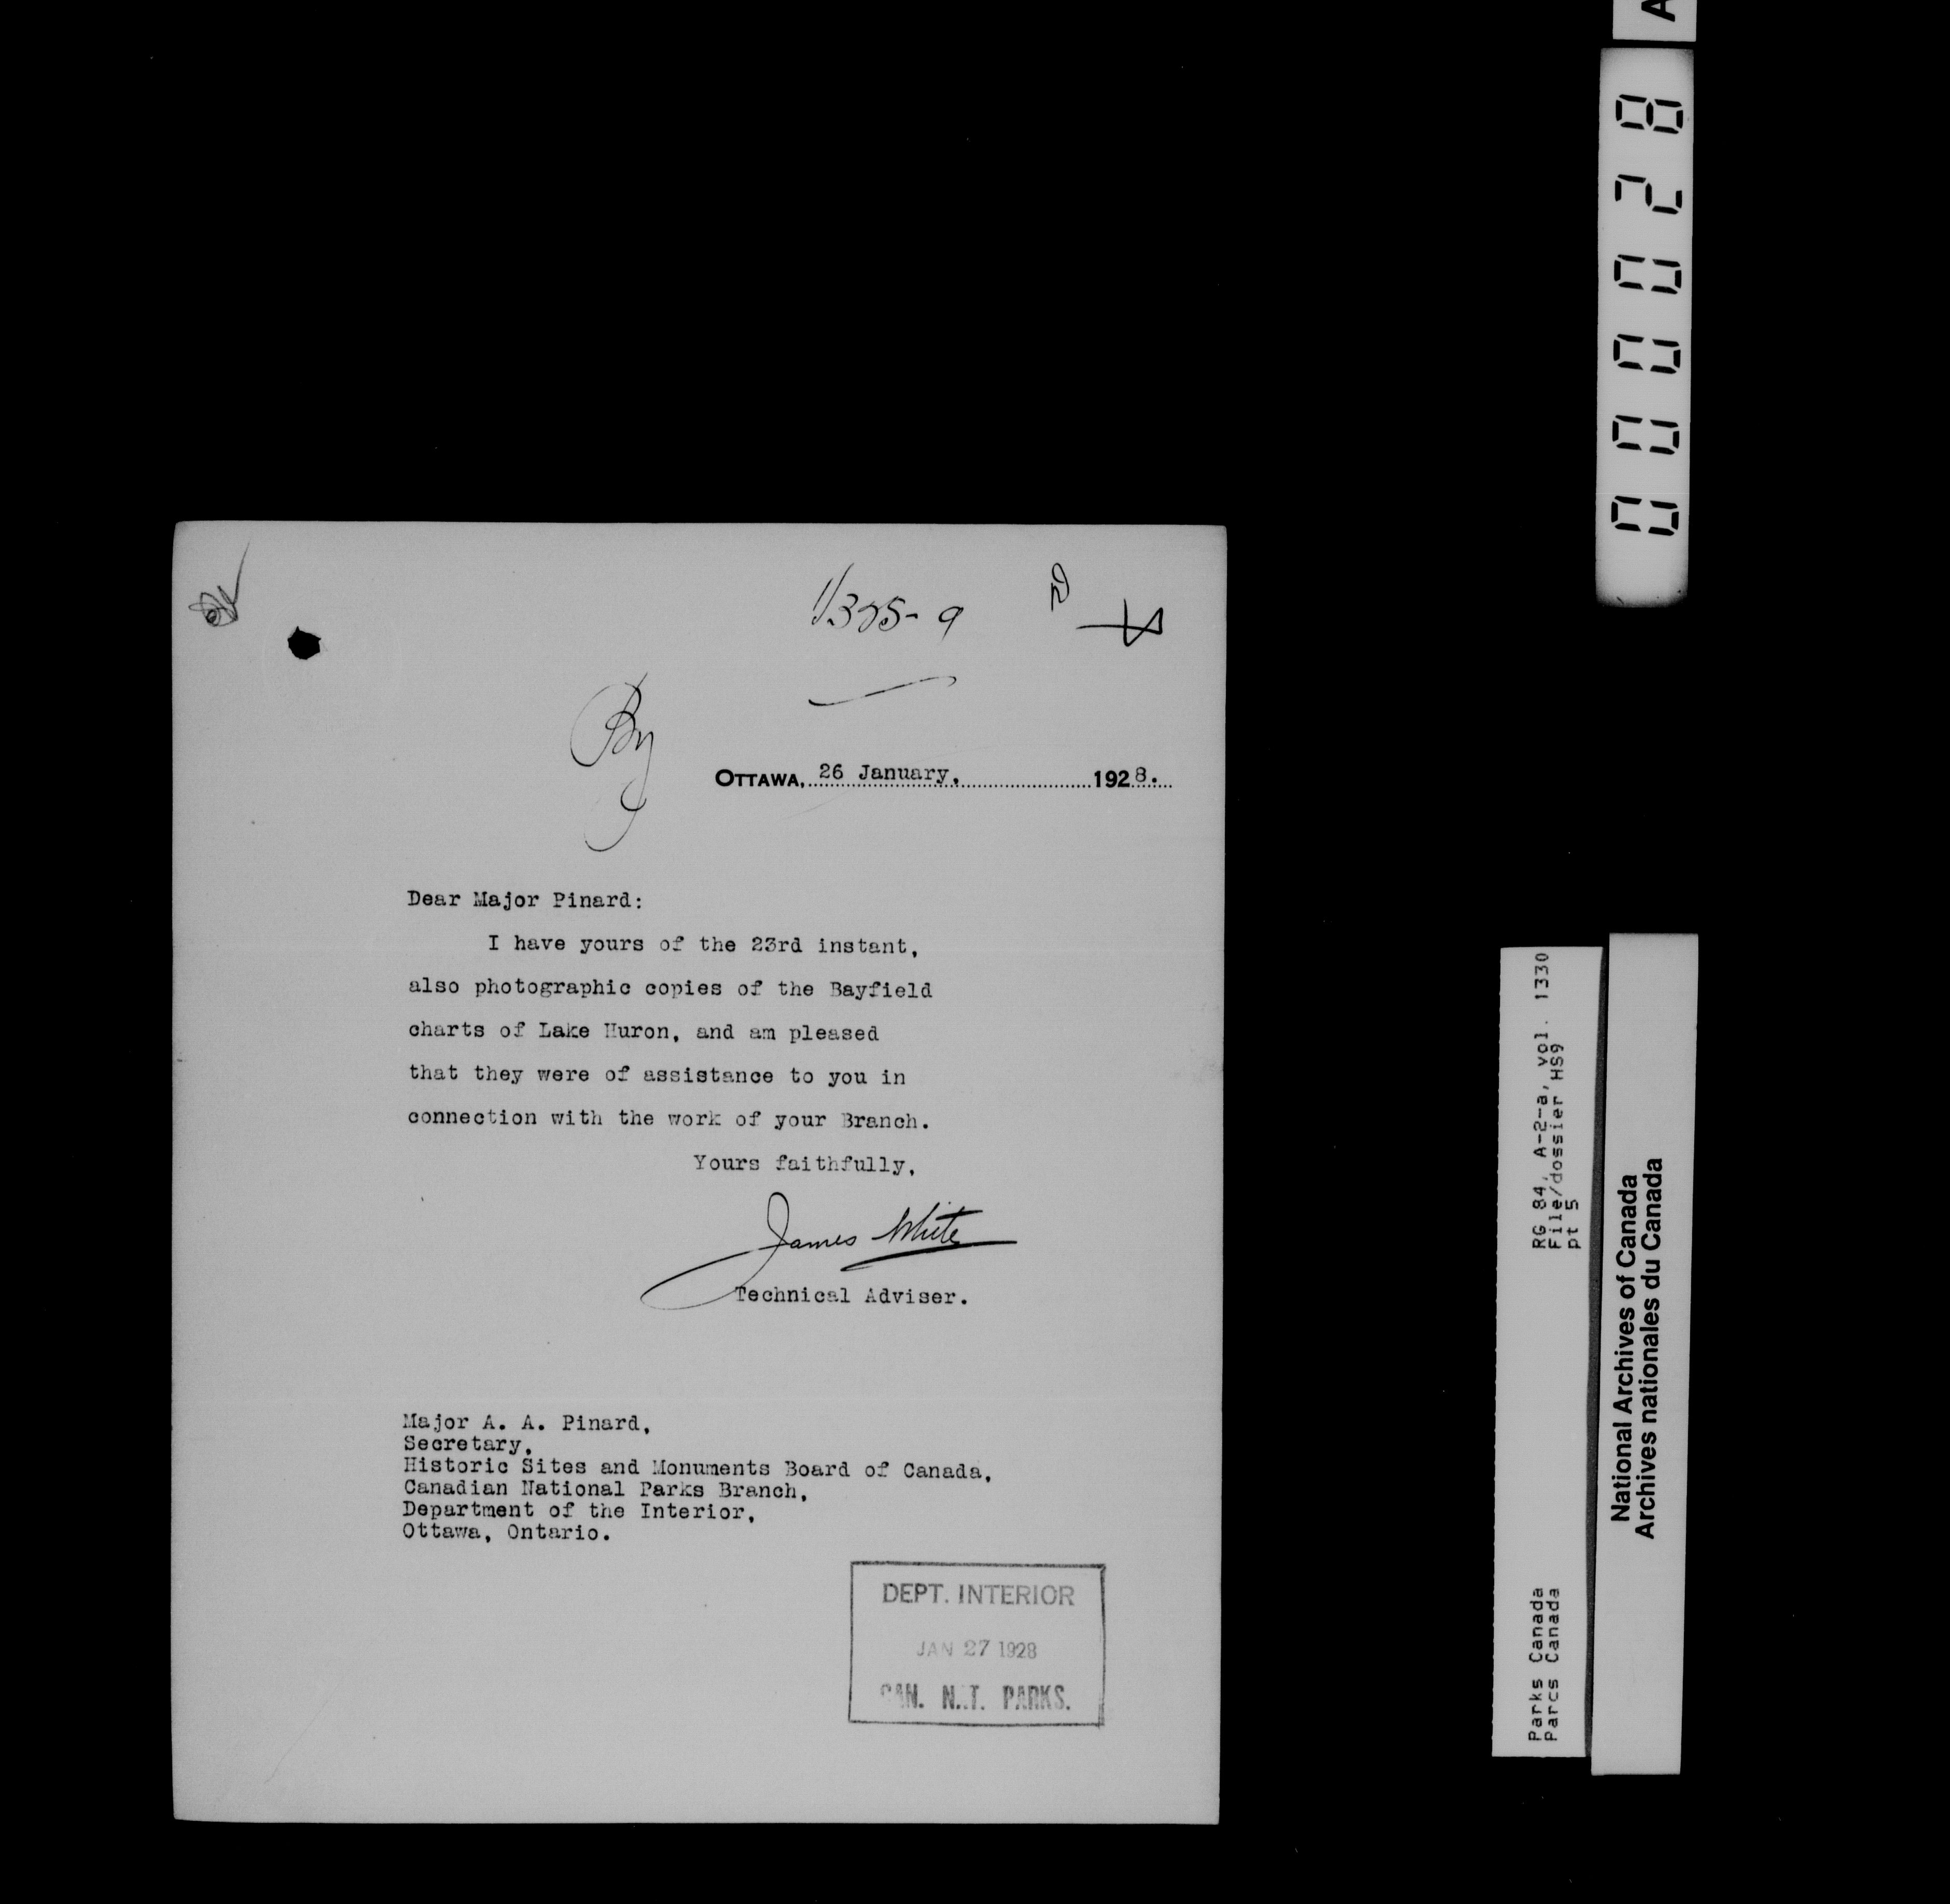 OTTAWA, 26 January, 1928.
Dear Major Pinard:
I have yours of the 23rd instant,
also photographic copies of the Bayfield
charts of Lake Huron, and am pleased
that they were of assistance to you in
connection with the work of your Branch.
Yours faithfully,
James White
Technical Adviser.
Major A. A. Pinard,
Secretary,
Historic Sites and Monuments Board of Canada,
Canadian National Parks Branch,
Department of the Interior,
Ottawa, Ontario.
DEPT. INTERIOR
JAN 27 1928
CAN. N.T. PARKS.
000028
RG 84, A-2-a, vol. 1330
File/dossier HS9
pt 5
Parks Canada
Parcs Canada
National Archives of Canada
Archives nationales du Canada